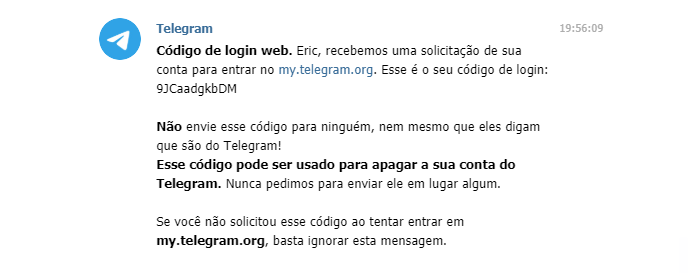 Telegram 19:56:09
Código de login web. Eric, recebemos uma solicitação de sua
conta para entrar no my.telegram.org. Esse é o seu código de login:
9JCaadgkbDM
Não envie esse código para ninguém, nem mesmo que eles digam
que são do Telegram!
Esse código pode ser usado para apagar a sua conta do
Telegram. Nunca pedimos para enviar ele em lugar algum.
Se você não solicitou esse código ao tentar entrar em
my.telegram.org, basta ignorar esta mensagem.